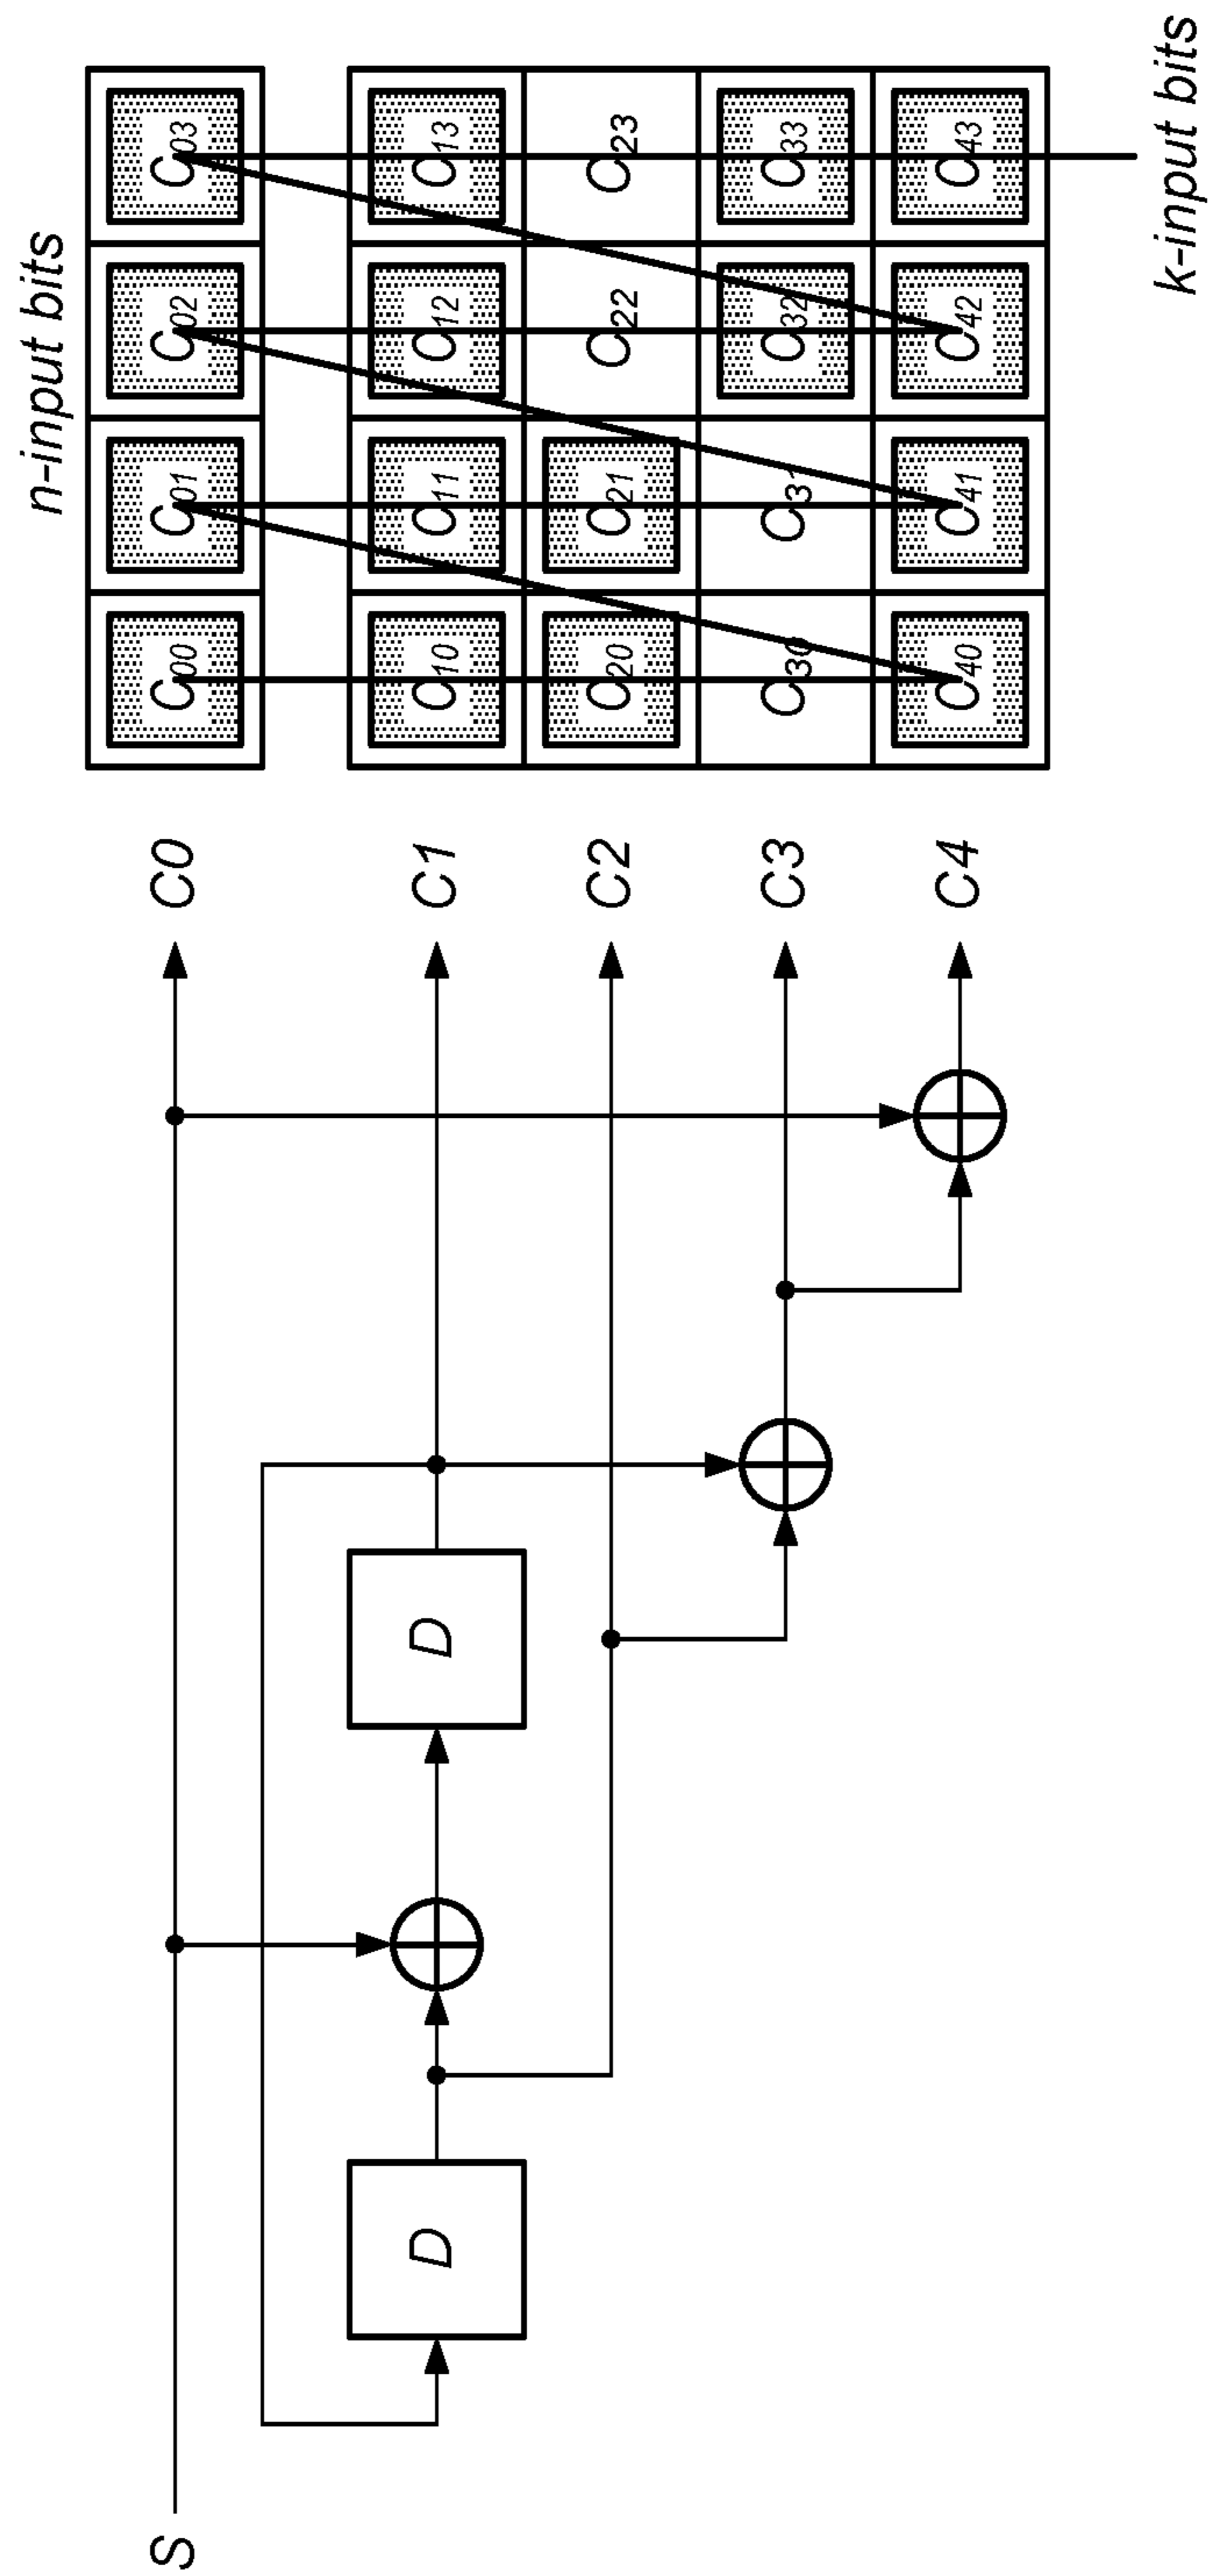 n-input bits
S C0 C00 C01 C02 C03
D D C1 C10 C11 C12 C13
C2 C20 C21 C22 C23
C3 C30 C31 C32 C33
C4 C40 C41 C42 C43
k-input bits